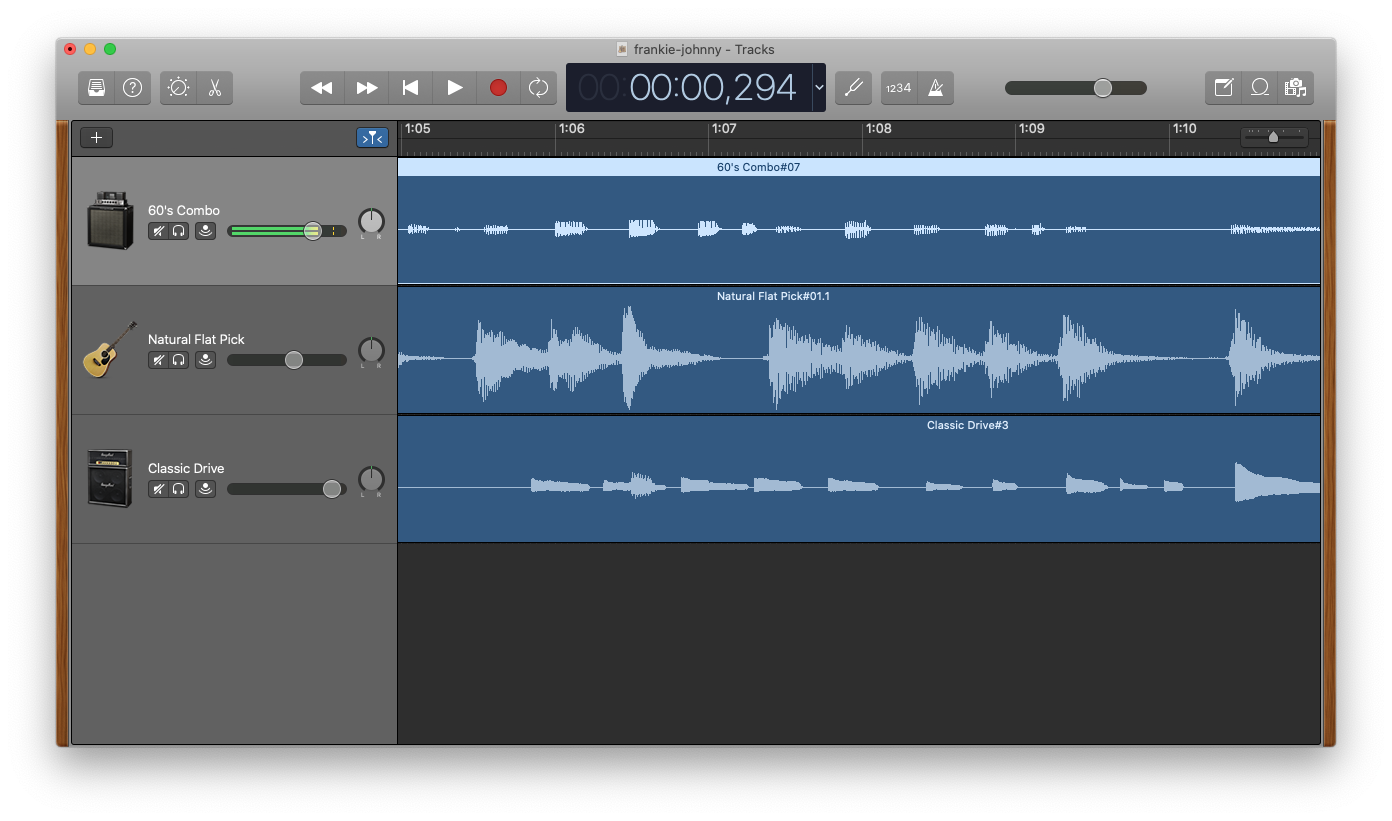 frankie-johnny - Tracks
00:00:00,294
1234
1:05
1:06
1:07
1:08
1:09
1:10
60's Combo#07
60's Combo
L R
Natural Flat Pick#01.1
Natural Flat Pick
L R
Classic Drive#3
Classic Drive
L R